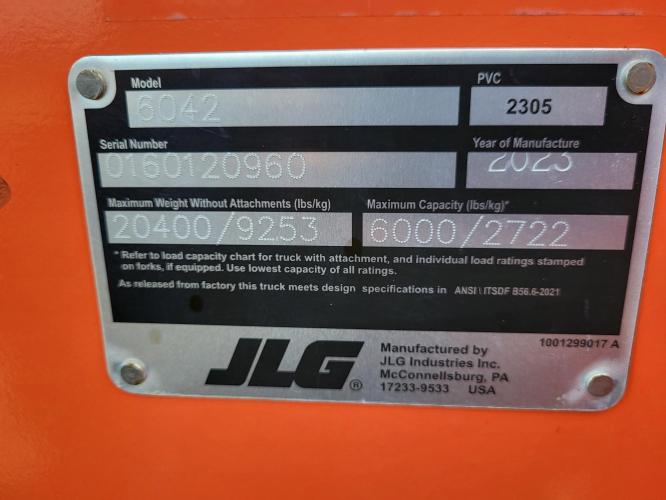 Model PVC
6042 2305
Serial Number Year of Manufacture
0160120960 2023
Maximum Weight Without Attachments (lbs/kg) Maximum Capacity (lbs/kg)*
20400/9253 6000/2722
* Refer to load capacity chart for truck with attachment, and individual load ratings stamped
on forks, if equipped. Use lowest capacity of all ratings.
As released from factory this truck meets design specifications in ANSI \ ITSDF B56.6-2021
1001299017 A
JLG®
Manufactured by
JLG Industries Inc.
McConnellsburg, PA
17233-9533 USA